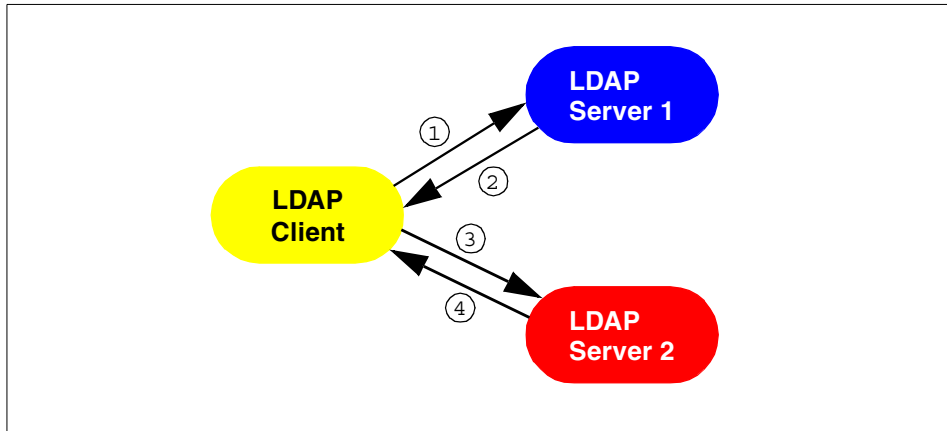 LDAP
Server 1
1
2
LDAP
Client
3
4
LDAP
Server 2